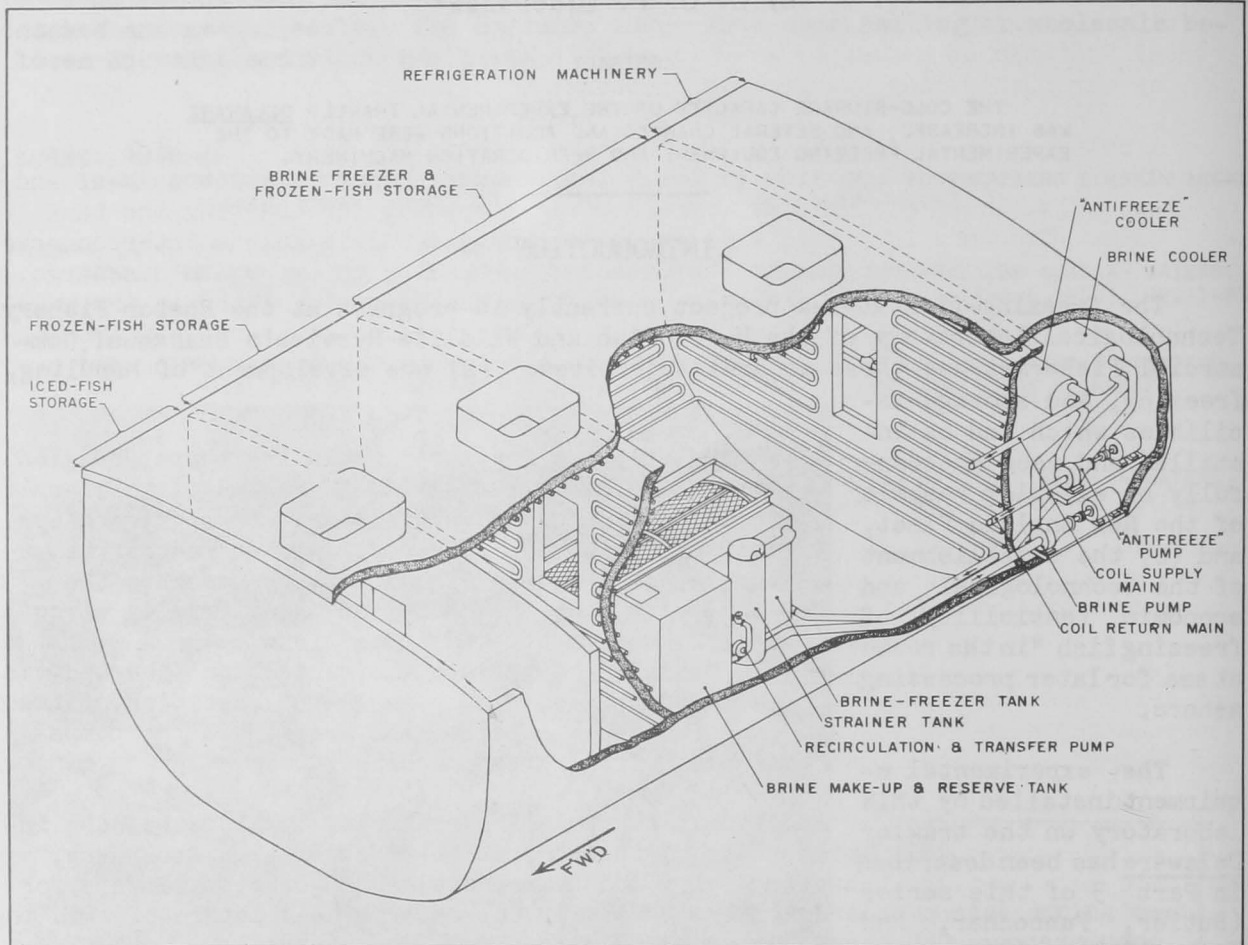 REFRIGERATION MACHINERY
BRINE FREEZER &
FROZEN-FISH STORAGE
FROZEN-FISH STORAGE
ICED-FISH
STORAGE
"ANTIFREEZE"
COOLER
BRINE COOLER
"ANTIFREEZE"
PUMP
COIL SUPPLY
MAIN
BRINE PUMP
COIL RETURN MAIN
BRINE-FREEZER TANK
STRAINER TANK
RECIRCULATION & TRANSFER PUMP
BRINE MAKE-UP & RESERVE TANK
F'W'D